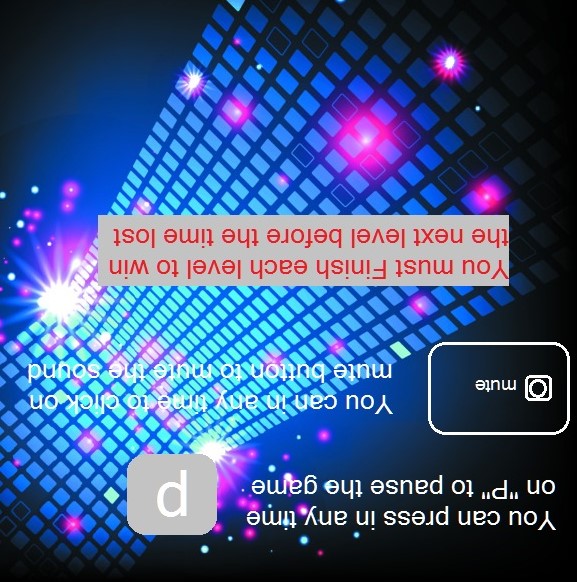 You can press in any time
on "P" to pause the game
P
mute
You can in any time to click on
mute button to mute the sound
You must Finish each level to win
the next level before the time lost